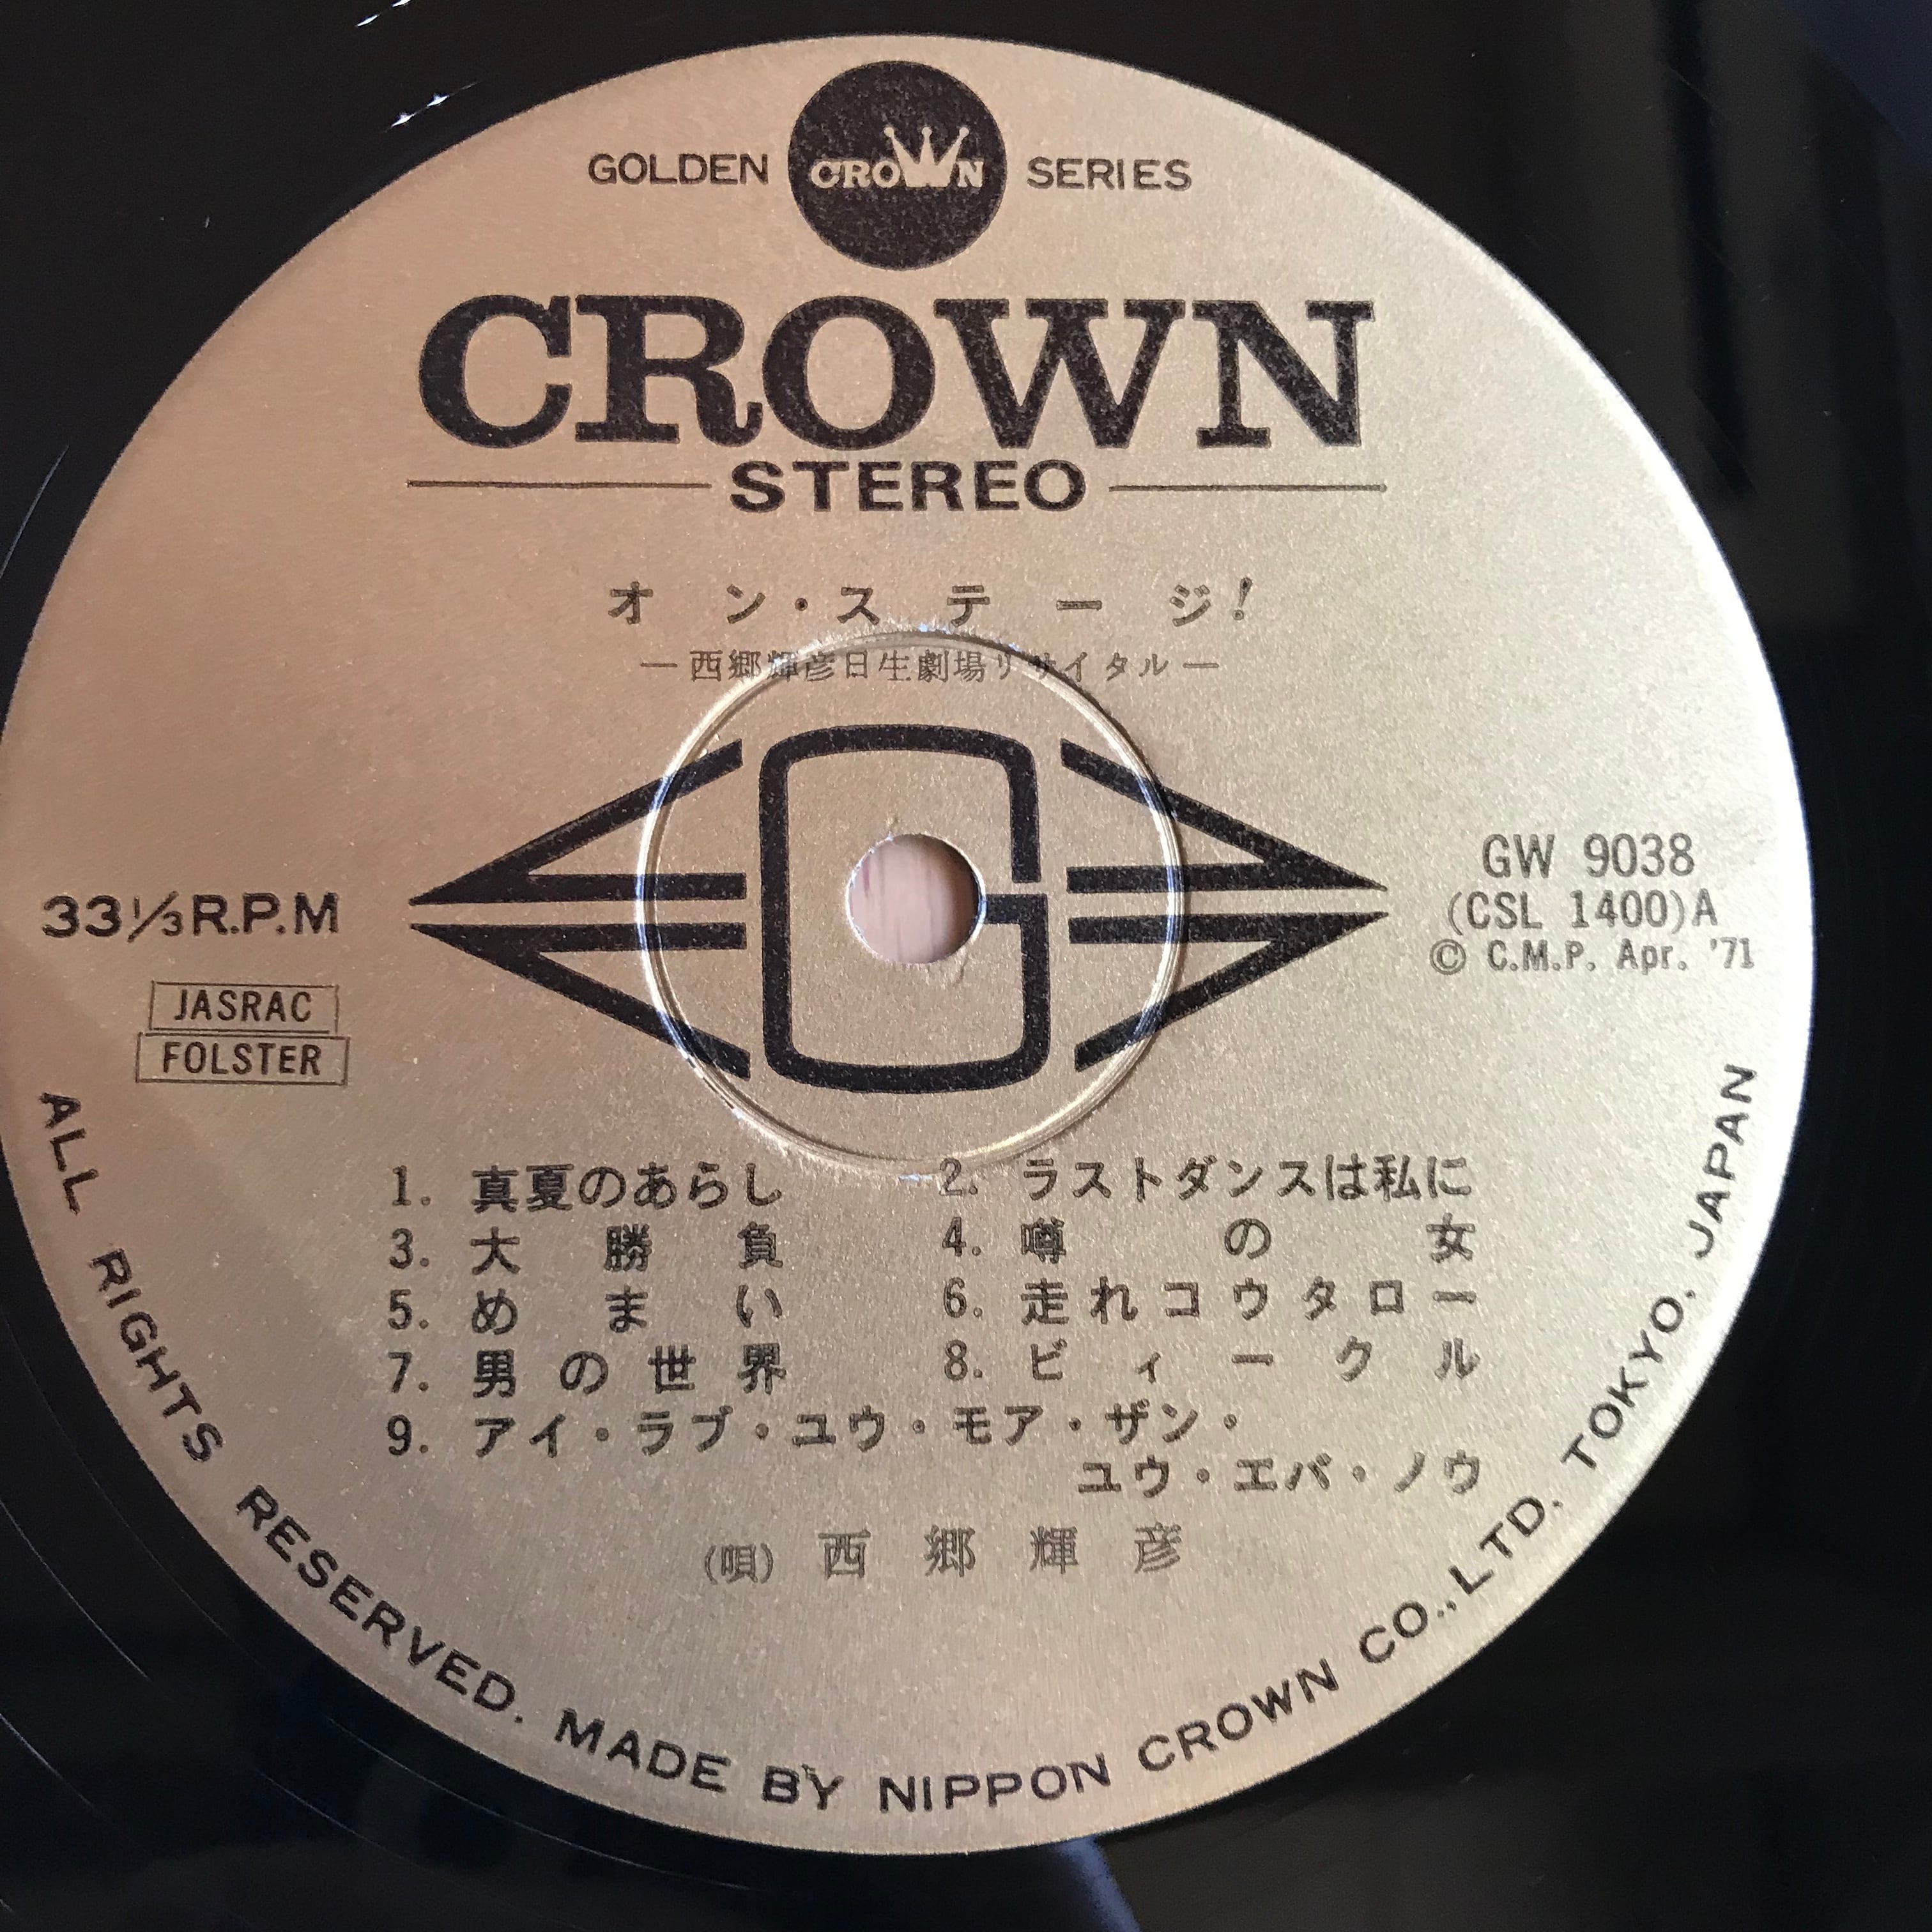 GOLDEN CROWN SERIES
CROWN
STEREO
オン・ステージ!
—西郷輝彦日生劇場リサイタル—
G
33⅓R.P.M
JASRAC
FOLSTER
GW 9038
(CSL 1400)A
© C.M.P. Apr. '71
1. 真夏のあらし
2. ラストダンスは私に
3. 大勝負
4. 噂の女
5. めまい
6. 走れコウタロー
7. 男の世界
8. ビィークル
9. アイ・ラブ・ユウ・モア・ザン・
ユウ・エバ・ノウ
(唄) 西郷輝彦
ALL RIGHTS RESERVED. MADE BY NIPPON CROWN CO.,LTD. TOKYO. JAPAN